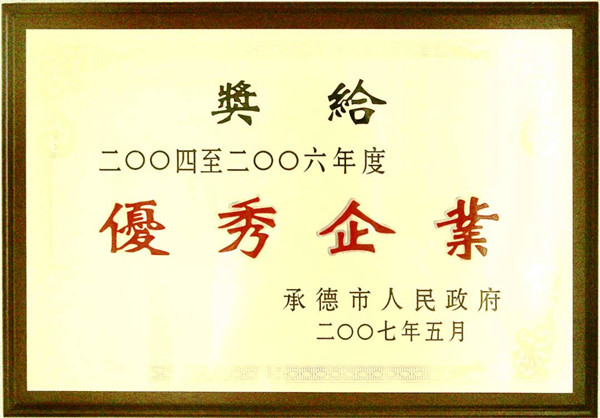 獎給
二〇〇四至二〇〇六年度
優秀企業
承德市人民政府
二〇〇七年五月